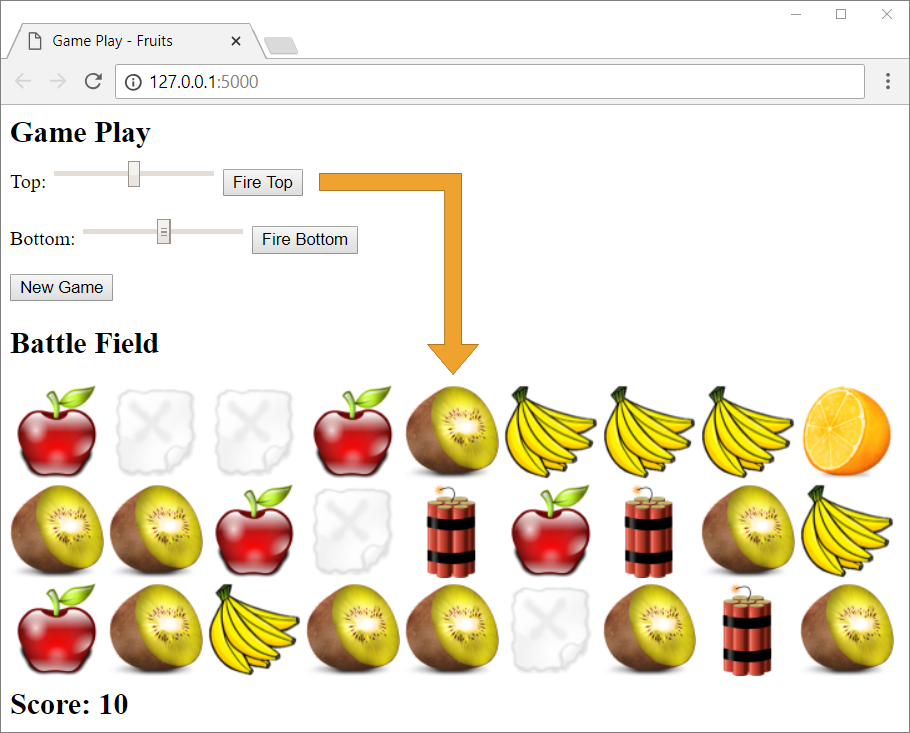 Game Play - Fruits
127.0.0.1:5000
Game Play
Top: Fire Top
Bottom: Fire Bottom
New Game
Battle Field
Score: 10